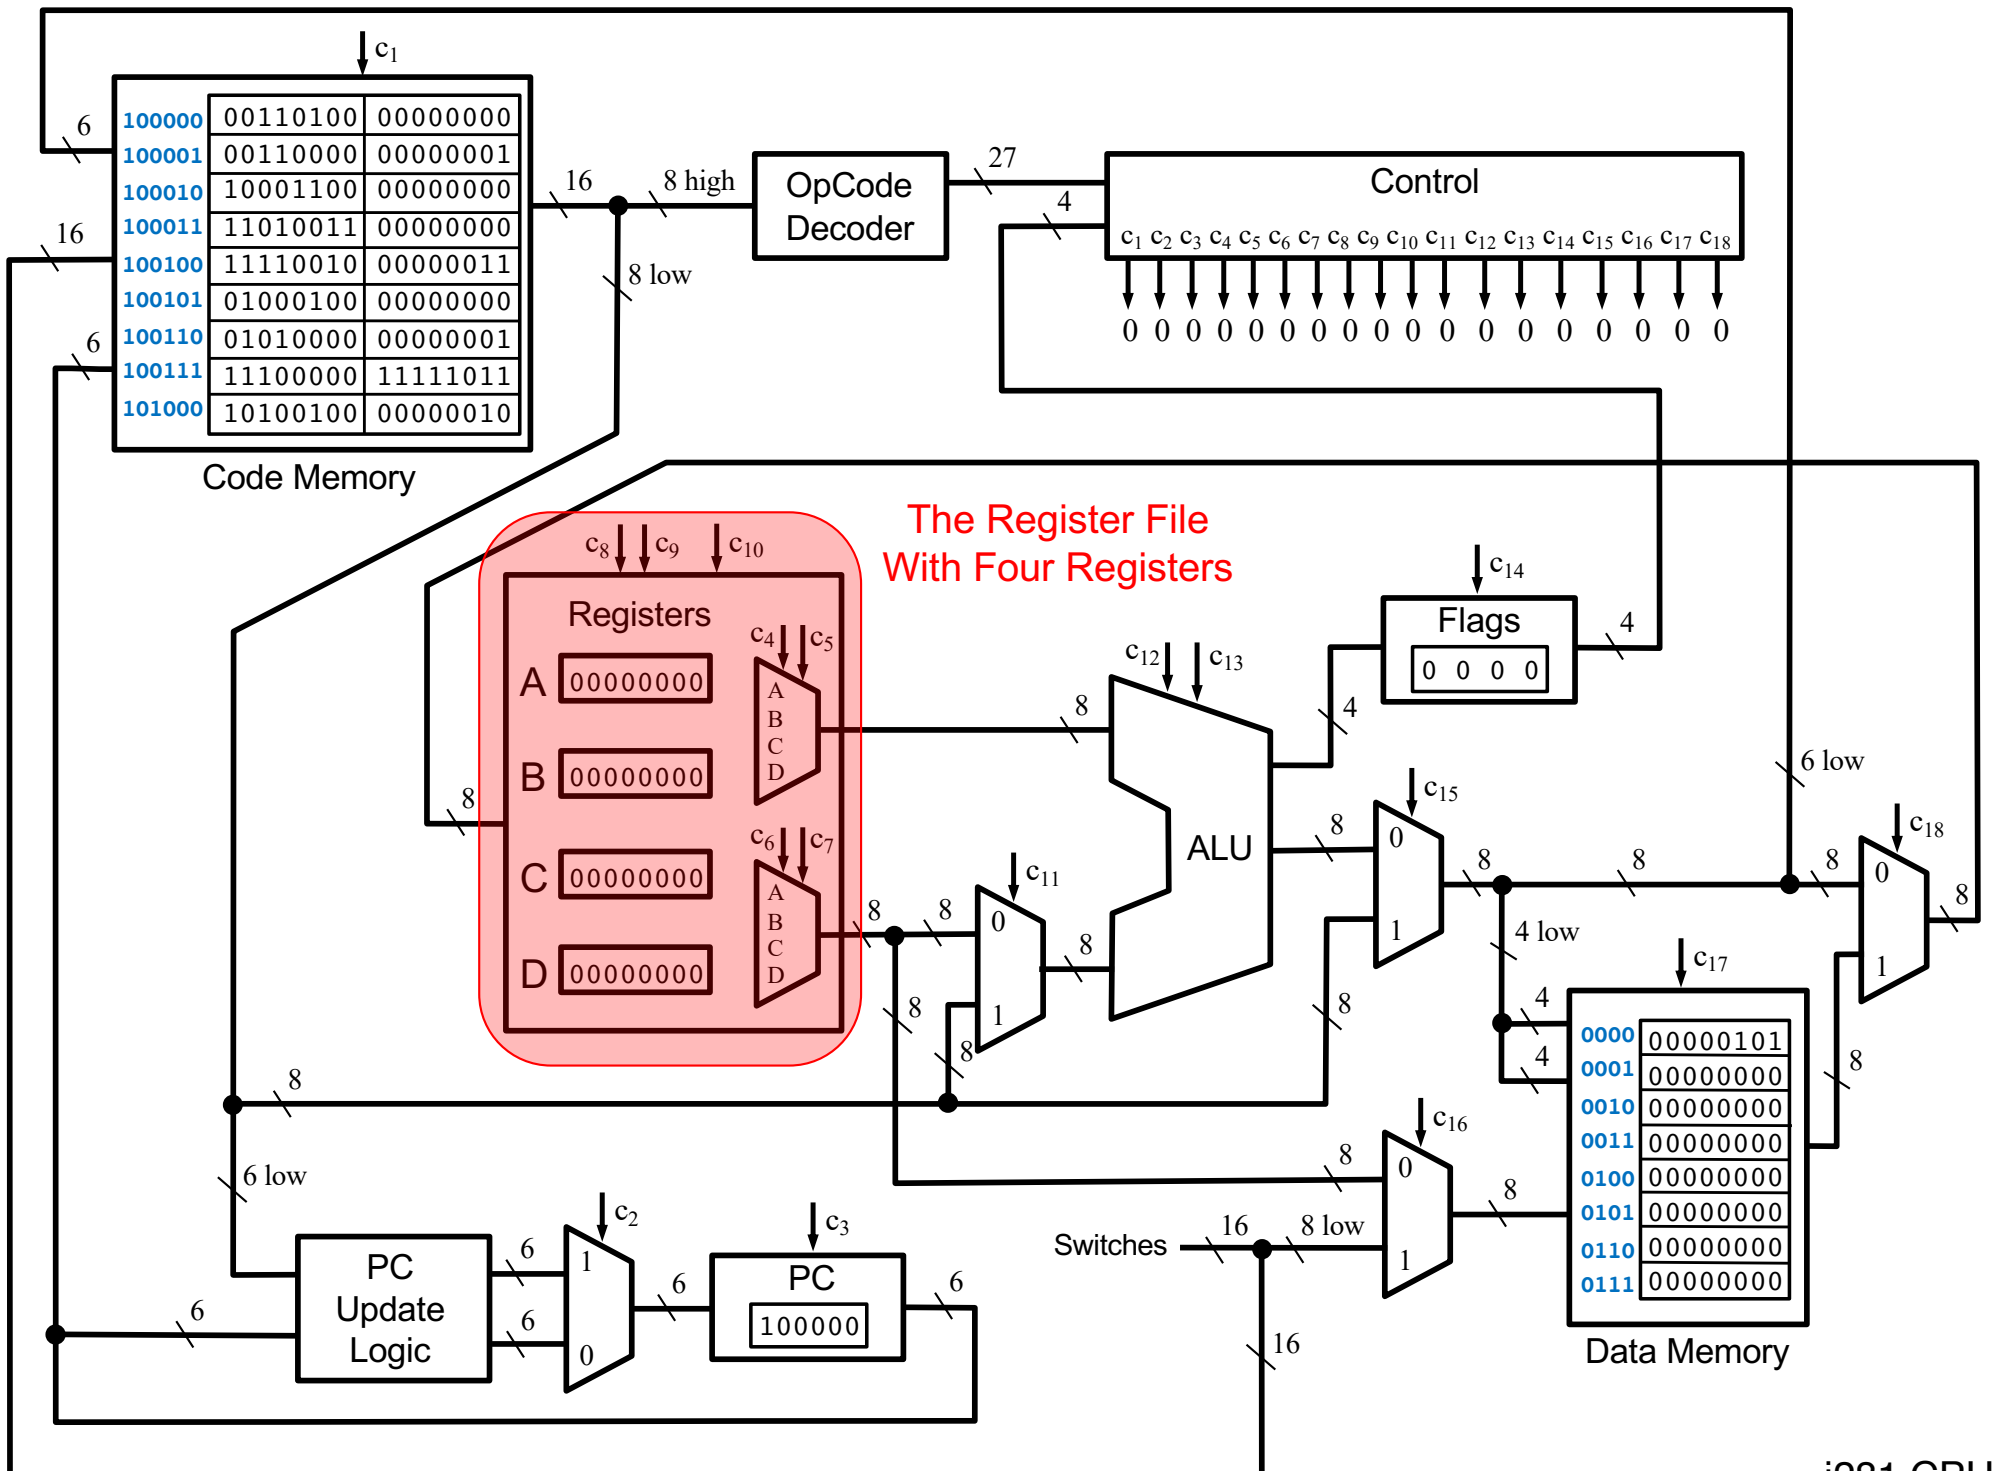 c1
100000 00110100 00000000
100001 00110000 00000001
100010 10001100 00000000
100011 11010011 00000000
100100 11110010 00000011
100101 01000100 00000000
100110 01010000 00000001
100111 11100000 11111011
101000 10100100 00000010
Code Memory
6
16
6
16
8 high
8 low
OpCode
Decoder
27
4
Control
c1 c2 c3 c4 c5 c6 c7 c8 c9 c10 c11 c12 c13 c14 c15 c16 c17 c18
0 0 0 0 0 0 0 0 0 0 0 0 0 0 0 0 0 0
The Register File
With Four Registers
c8 c9 c10
Registers
A 00000000
B 00000000
C 00000000
D 00000000
c4 c5
A
B
C
D
c6 c7
A
B
C
D
8
8
8
8
8
c11
0
1
8
8
8
c12 c13
ALU
c14
Flags
0 0 0 0
4
4
8
c15
0
1
8
8
8
6 low
8
c18
0
1
8
4 low
4
4
c17
0000 00000101
0001 00000000
0010 00000000
0011 00000000
0100 00000000
0101 00000000
0110 00000000
0111 00000000
Data Memory
8
8
c16
0
1
8
8
Switches
16
8 low
16
6 low
6
PC
Update
Logic
6
6
c2
1
0
6
c3
PC
100000
6